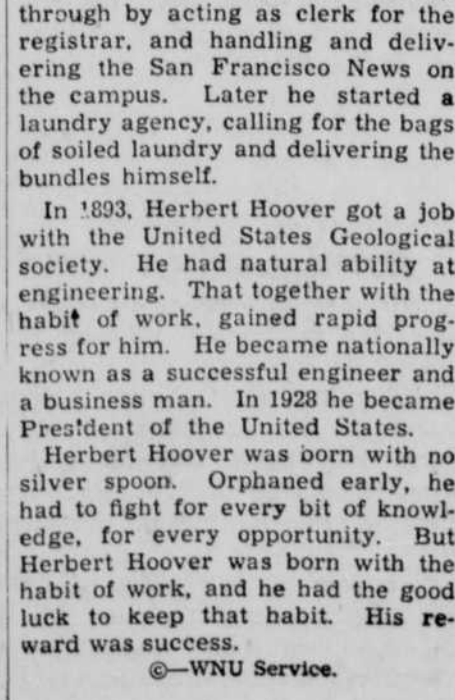 through by acting as clerk for the
registrar, and handling and deliv-
ering the San Francisco News on
the campus. Later he started a
laundry agency, calling for the bags
of soiled laundry and delivering the
bundles himself.
In 1893, Herbert Hoover got a job
with the United States Geological
society. He had natural ability at
engineering. That together with the
habit of work, gained rapid prog-
ress for him. He became nationally
known as a successful engineer and
a business man. In 1928 he became
President of the United States.
Herbert Hoover was born with no
silver spoon. Orphaned early, he
had to fight for every bit of knowl-
edge, for every opportunity. But
Herbert Hoover was born with the
habit of work, and he had the good
luck to keep that habit. His re-
ward was success.
©—WNU Service.